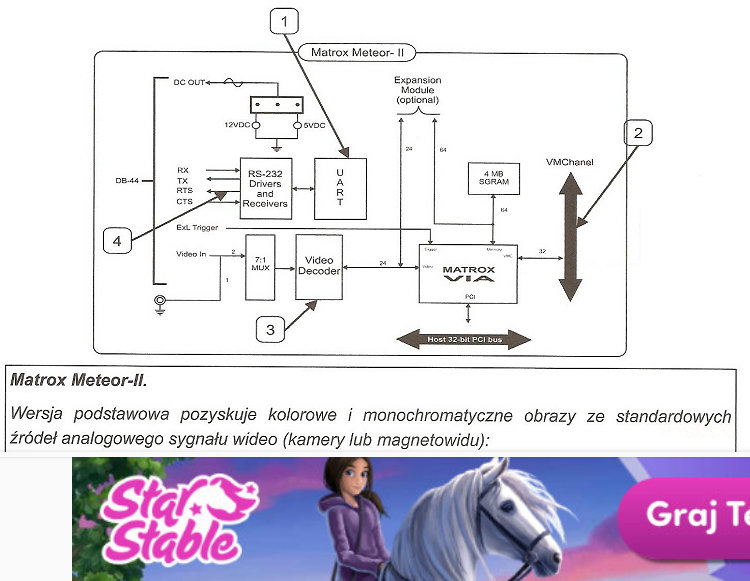 1
Matrox Meteor- II
DC OUT
Expansion
Module
(optional)
12VDC
5VDC
2
VMChanel
24
64
DB-44
RX
TX
RTS
CTS
RS-232
Drivers
and
Receivers
U
A
R
T
4 MB
SGRAM
64
4
ExL Trigger
Video In
2
1
7:1
MUX
Video
Decoder
24
Trigger
Memory
VMC
Video
MATROX
VIA
PCI
32
3
Host 32-bit PCI bus
Matrox Meteor-II.
Wersja podstawowa pozyskuje kolorowe i monochromatyczne obrazy ze standardowych
źródeł analogowego sygnału wideo (kamery lub magnetowidu):
Star
Stable
Graj Te